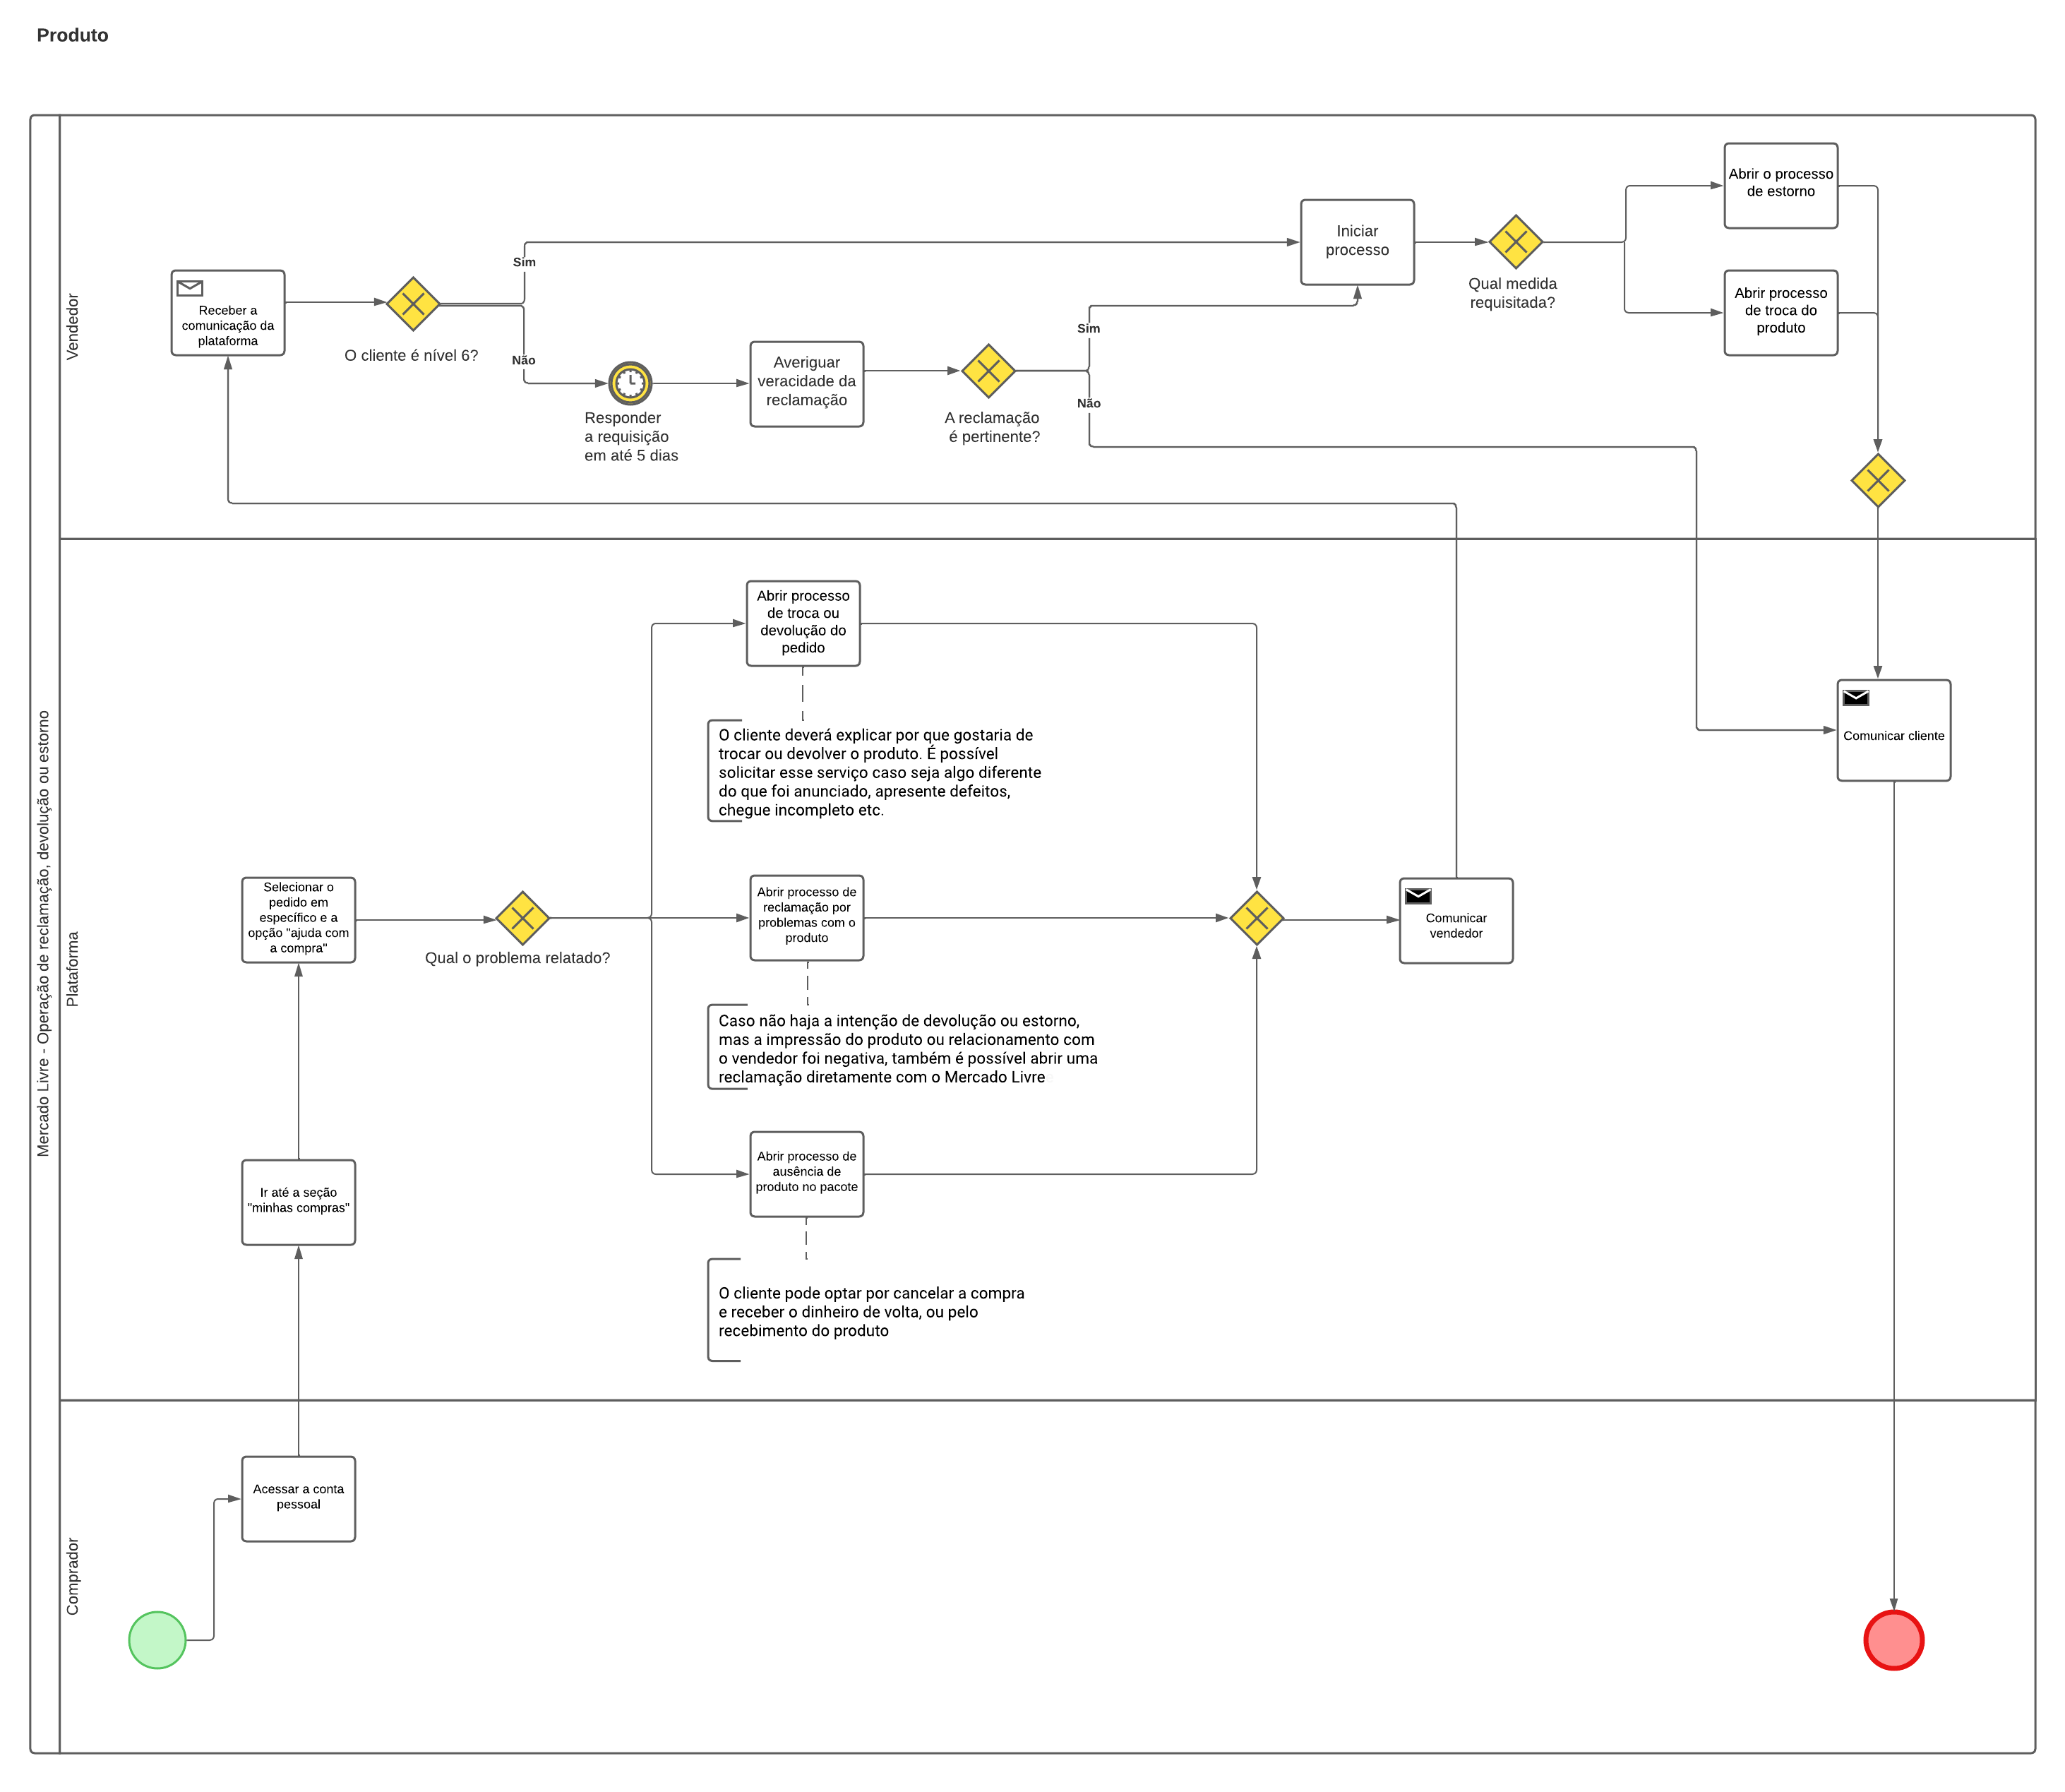 Produto
Mercado Livre - Operação de reclamação, devolução ou estorno
Vendedor
Receber a
comunicação da
plataforma
O cliente é nível 6?
Sim
Não
Responder
a requisição
em até 5 dias
Averiguar
veracidade da
reclamação
A reclamação
é pertinente?
Sim
Não
Iniciar
processo
Qual medida
requisitada?
Abrir o processo
de estorno
Abrir processo
de troca do
produto
Plataforma
Abrir processo
de troca ou
devolução do
pedido
O cliente deverá explicar por que gostaria de
trocar ou devolver o produto. É possível
solicitar esse serviço caso seja algo diferente
do que foi anunciado, apresente defeitos,
chegue incompleto etc.
Comunicar cliente
Selecionar o
pedido em
específico e a
opção "ajuda com
a compra"
Qual o problema relatado?
Abrir processo de
reclamação por
problemas com o
produto
Comunicar
vendedor
Caso não haja a intenção de devolução ou estorno,
mas a impressão do produto ou relacionamento com
o vendedor foi negativa, também é possível abrir uma
reclamação diretamente com o Mercado Livre
Ir até a seção
"minhas compras"
Abrir processo de
ausência de
produto no pacote
O cliente pode optar por cancelar a compra
e receber o dinheiro de volta, ou pelo
recebimento do produto
Comprador
Acessar a conta
pessoal